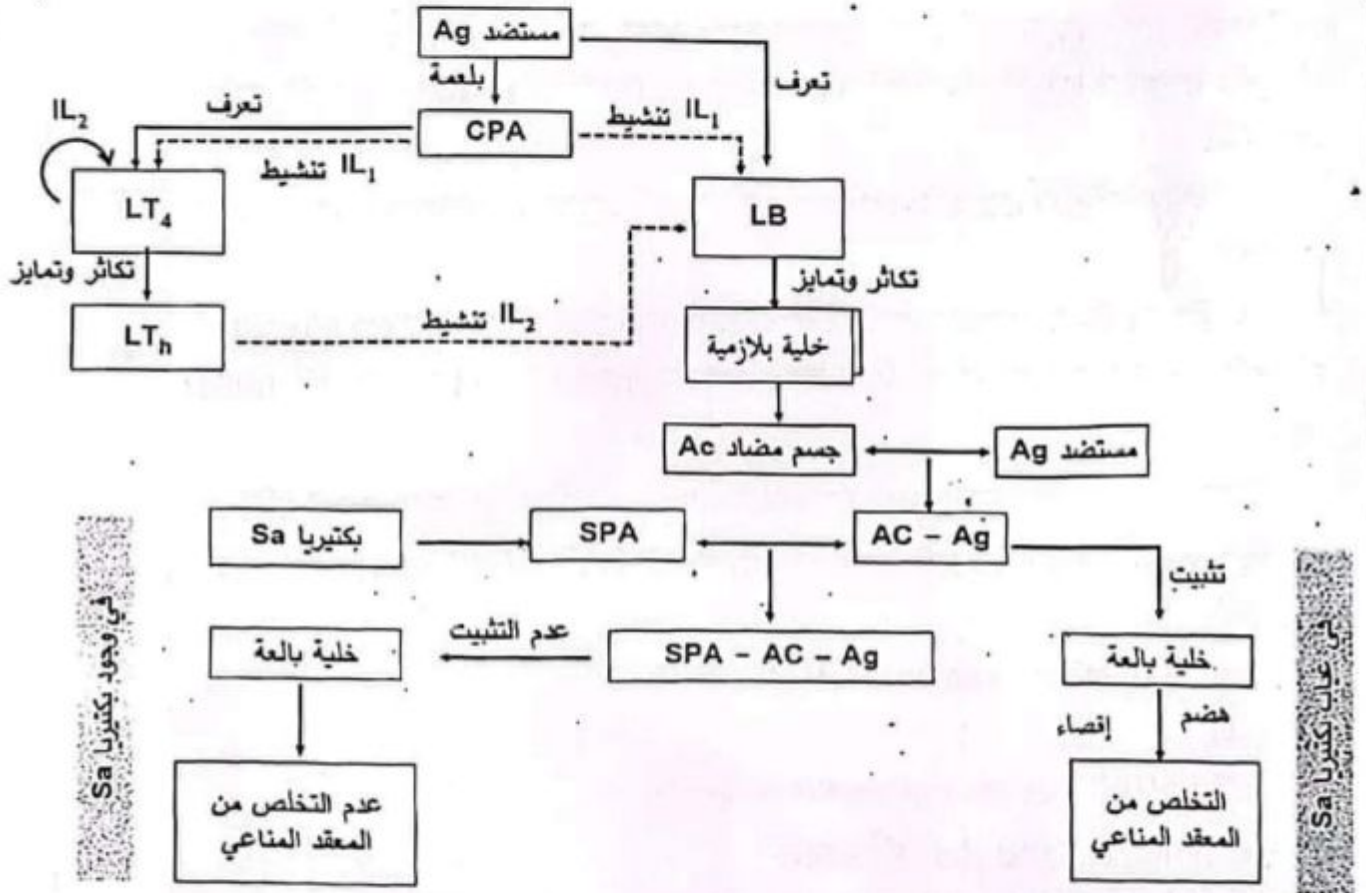 مستضد Ag
بلعمة
تعرف
تعرف
IL2
CPA
تنشيط IL1
تنشيط IL1
LT4
LB
تكاثر وتمايز
تكاثر وتمايز
LTh
تنشيط IL2
خلية بلازمية
جسم مضاد Ac
مستضد Ag
بكتيريا Sa
SPA
AC – Ag
تثبيت
SPA – AC – Ag
عدم التثبيت
خلية بالعة
خلية بالعة
هضم
إقصاء
عدم التخلص من
المعقد المناعي
التخلص من
المعقد المناعي
في وجود بكتيريا Sa
في غاب بكتيريا Sa